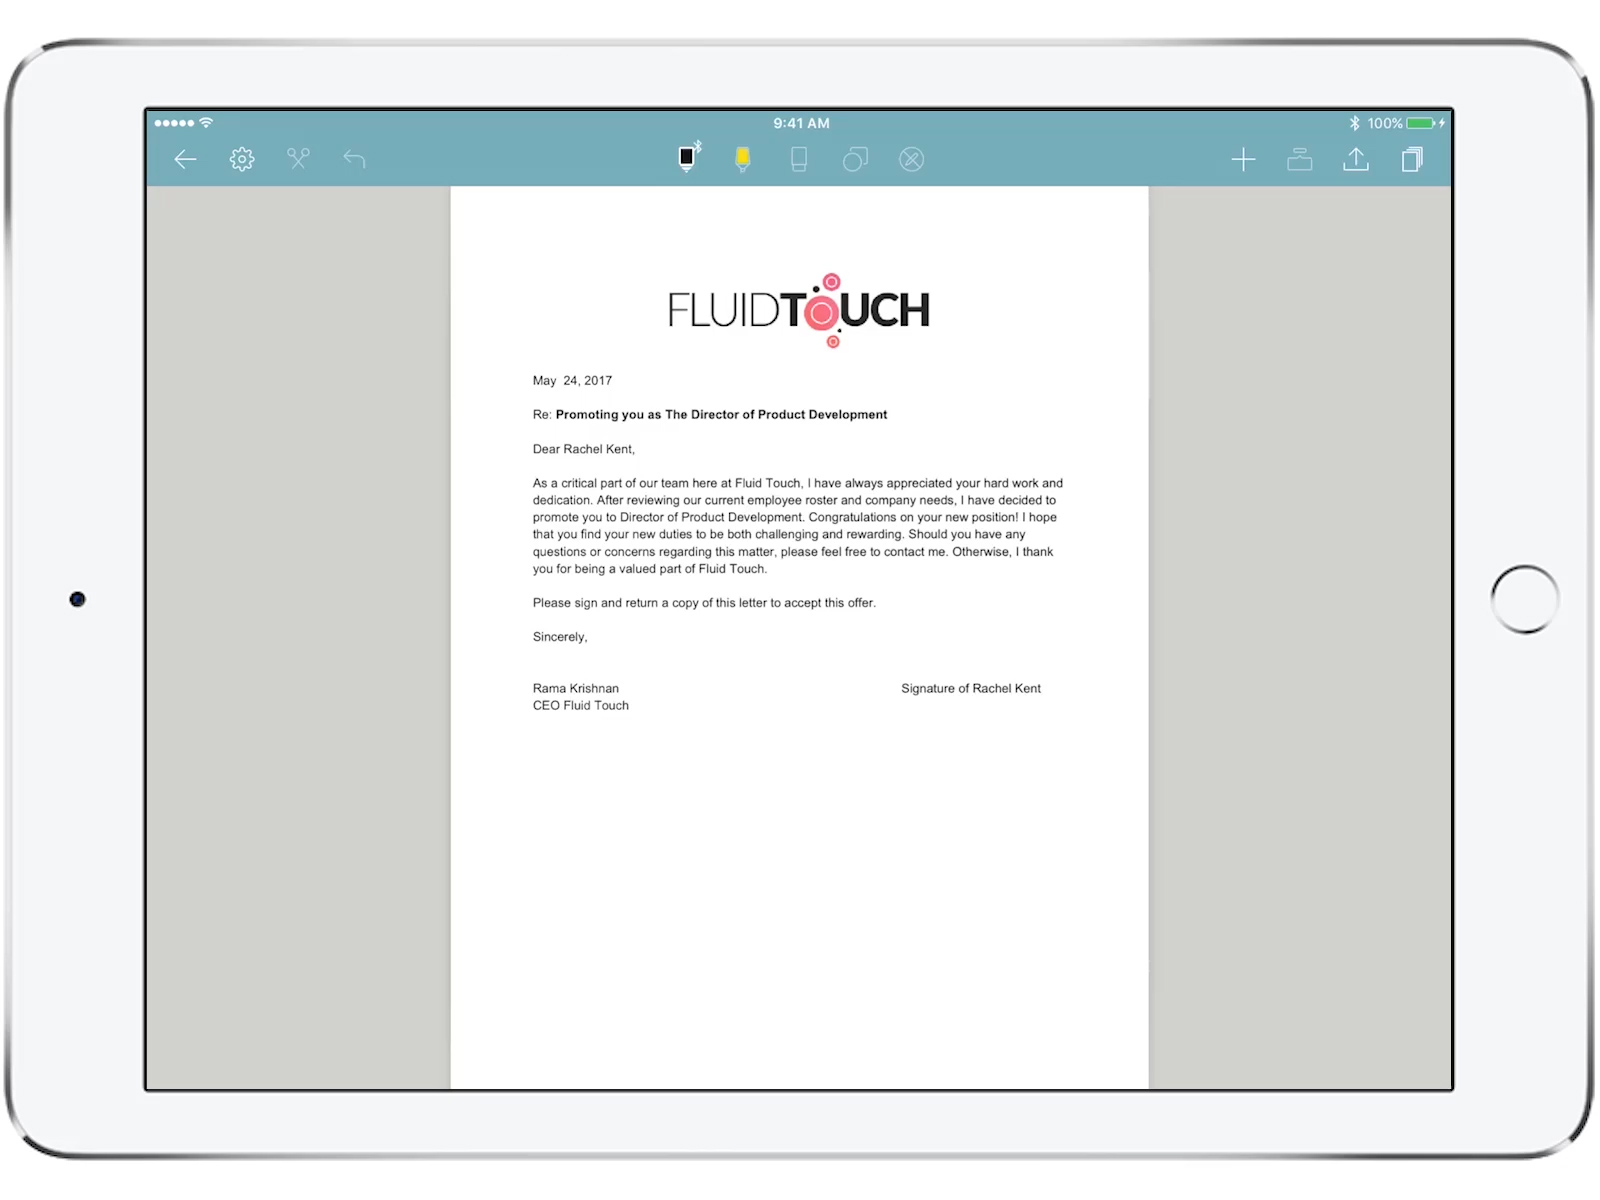 9:41 AM
100%
FLUIDTOUCH
May 24, 2017
Re: Promoting you as The Director of Product Development
Dear Rachel Kent,
As a critical part of our team here at Fluid Touch, I have always appreciated your hard work and
dedication. After reviewing our current employee roster and company needs, I have decided to
promote you to Director of Product Development. Congratulations on your new position! I hope
that you find your new duties to be both challenging and rewarding. Should you have any
questions or concerns regarding this matter, please feel free to contact me. Otherwise, I thank
you for being a valued part of Fluid Touch.
Please sign and return a copy of this letter to accept this offer.
Sincerely,
Rama Krishnan
Signature of Rachel Kent
CEO Fluid Touch